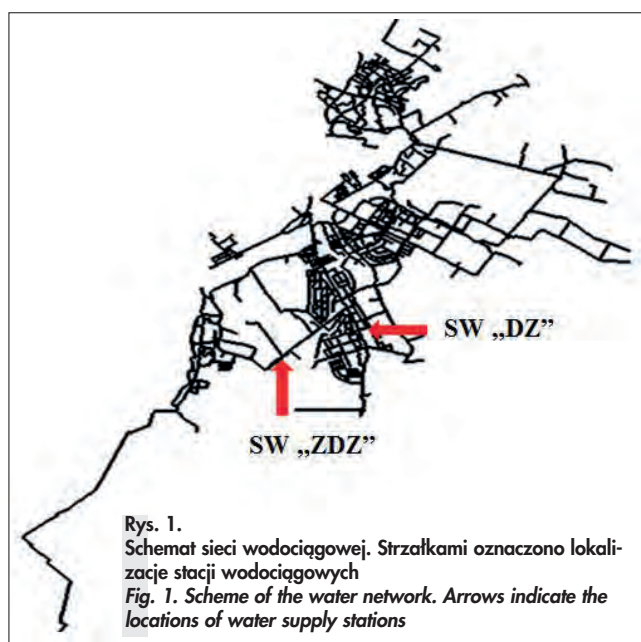 SW „DZ”
SW „ZDZ”
Rys. 1.
Schemat sieci wodociągowej. Strzałkami oznaczono lokali-
zacje stacji wodociągowych
Fig. 1. Scheme of the water network. Arrows indicate the
locations of water supply stations